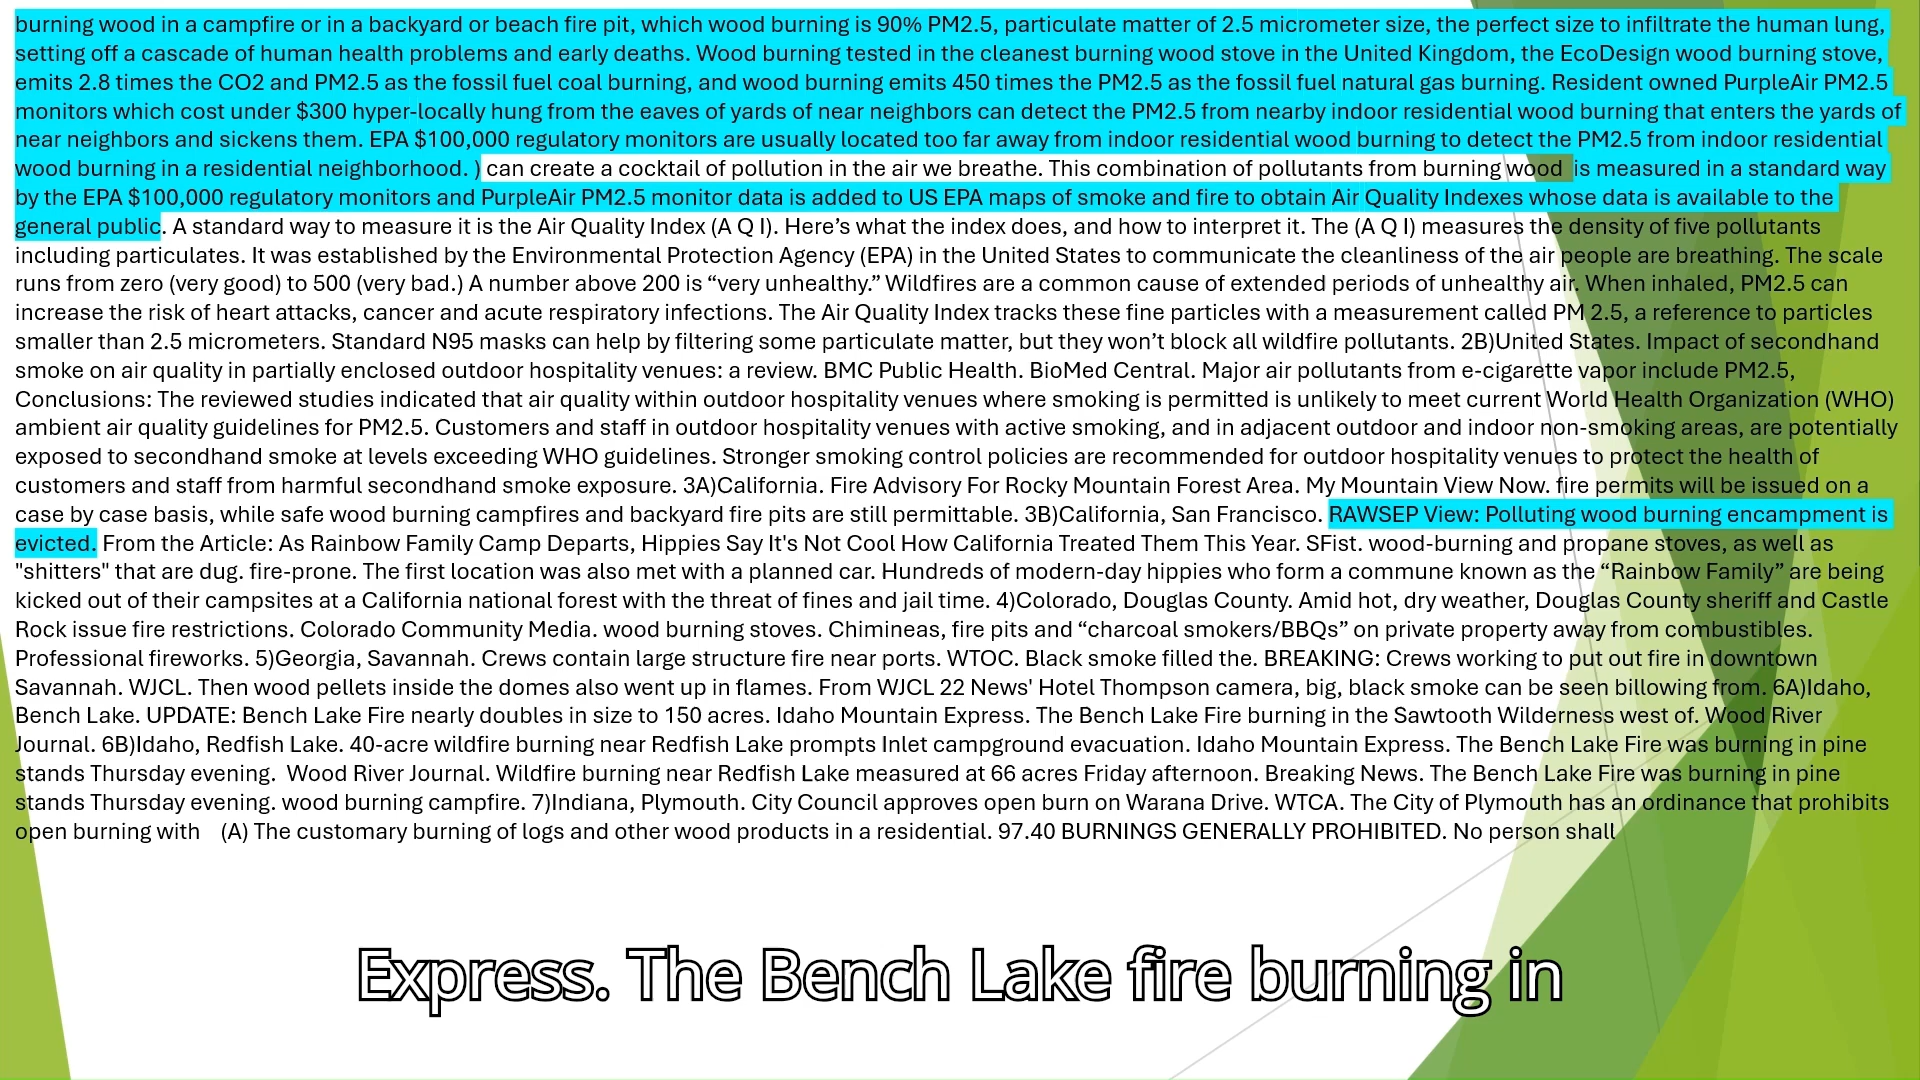 burning wood in a campfire or in a backyard or beach fire pit, which wood burning is 90% PM2.5, particulate matter of 2.5 micrometer size, the perfect size to infiltrate the human lung,
setting off a cascade of human health problems and early deaths. Wood burning tested in the cleanest burning wood stove in the United Kingdom, the EcoDesign wood burning stove,
emits 2.8 times the CO2 and PM2.5 as the fossil fuel coal burning, and wood burning emits 450 times the PM2.5 as the fossil fuel natural gas burning. Resident owned PurpleAir PM2.5
monitors which cost under $300 hyper-locally hung from the eaves of yards of near neighbors can detect the PM2.5 from nearby indoor residential wood burning that enters the yards of
near neighbors and sickens them. EPA $100,000 regulatory monitors are usually located too far away from indoor residential wood burning to detect the PM2.5 from indoor residential
wood burning in a residential neighborhood. ) can create a cocktail of pollution in the air we breathe. This combination of pollutants from burning wood  is measured in a standard way
by the EPA $100,000 regulatory monitors and PurpleAir PM2.5 monitor data is added to US EPA maps of smoke and fire to obtain Air Quality Indexes whose data is available to the
general public. A standard way to measure it is the Air Quality Index (A Q I). Here’s what the index does, and how to interpret it. The (A Q I) measures the density of five pollutants
including particulates. It was established by the Environmental Protection Agency (EPA) in the United States to communicate the cleanliness of the air people are breathing. The scale
runs from zero (very good) to 500 (very bad.) A number above 200 is “very unhealthy.” Wildfires are a common cause of extended periods of unhealthy air. When inhaled, PM2.5 can
increase the risk of heart attacks, cancer and acute respiratory infections. The Air Quality Index tracks these fine particles with a measurement called PM 2.5, a reference to particles
smaller than 2.5 micrometers. Standard N95 masks can help by filtering some particulate matter, but they won’t block all wildfire pollutants. 2B)United States. Impact of secondhand
smoke on air quality in partially enclosed outdoor hospitality venues: a review. BMC Public Health. BioMed Central. Major air pollutants from e-cigarette vapor include PM2.5,
Conclusions: The reviewed studies indicated that air quality within outdoor hospitality venues where smoking is permitted is unlikely to meet current World Health Organization (WHO)
ambient air quality guidelines for PM2.5. Customers and staff in outdoor hospitality venues with active smoking, and in adjacent outdoor and indoor non-smoking areas, are potentially
exposed to secondhand smoke at levels exceeding WHO guidelines. Stronger smoking control policies are recommended for outdoor hospitality venues to protect the health of
customers and staff from harmful secondhand smoke exposure. 3A)California. Fire Advisory For Rocky Mountain Forest Area. My Mountain View Now. fire permits will be issued on a
case by case basis, while safe wood burning campfires and backyard fire pits are still permittable. 3B)California, San Francisco. RAWSEP View: Polluting wood burning encampment is
evicted. From the Article: As Rainbow Family Camp Departs, Hippies Say It's Not Cool How California Treated Them This Year. SFist. wood-burning and propane stoves, as well as
"shitters" that are dug. fire-prone. The first location was also met with a planned car. Hundreds of modern-day hippies who form a commune known as the “Rainbow Family” are being
kicked out of their campsites at a California national forest with the threat of fines and jail time. 4)Colorado, Douglas County. Amid hot, dry weather, Douglas County sheriff and Castle
Rock issue fire restrictions. Colorado Community Media. wood burning stoves. Chimineas, fire pits and “charcoal smokers/BBQs” on private property away from combustibles.
Professional fireworks. 5)Georgia, Savannah. Crews contain large structure fire near ports. WTOC. Black smoke filled the. BREAKING: Crews working to put out fire in downtown
Savannah. WJCL. Then wood pellets inside the domes also went up in flames. From WJCL 22 News' Hotel Thompson camera, big, black smoke can be seen billowing from. 6A)Idaho,
Bench Lake. UPDATE: Bench Lake Fire nearly doubles in size to 150 acres. Idaho Mountain Express. The Bench Lake Fire burning in the Sawtooth Wilderness west of. Wood River
Journal. 6B)Idaho, Redfish Lake. 40-acre wildfire burning near Redfish Lake prompts Inlet campground evacuation. Idaho Mountain Express. The Bench Lake Fire was burning in pine
stands Thursday evening.  Wood River Journal. Wildfire burning near Redfish Lake measured at 66 acres Friday afternoon. Breaking News. The Bench Lake Fire was burning in pine
stands Thursday evening. wood burning campfire. 7)Indiana, Plymouth. City Council approves open burn on Warana Drive. WTCA. The City of Plymouth has an ordinance that prohibits
open burning with   (A) The customary burning of logs and other wood products in a residential. 97.40 BURNINGS GENERALLY PROHIBITED. No person shall
Express. The Bench Lake fire burning in